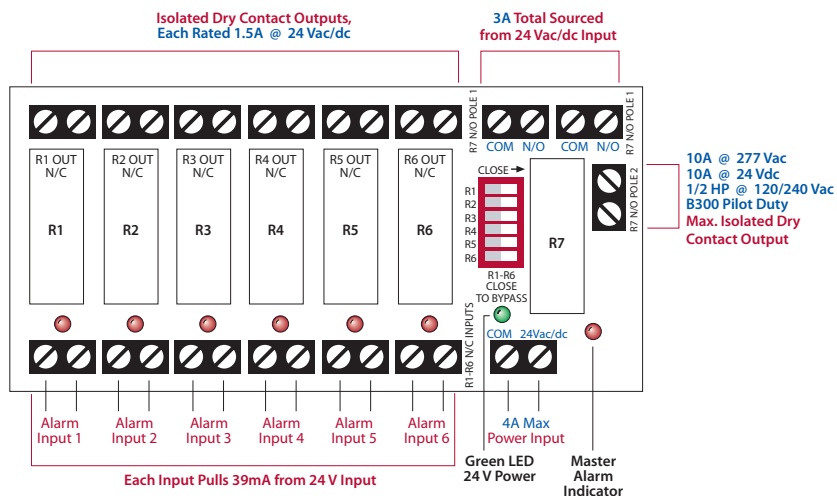 Isolated Dry Contact Outputs,
Each Rated 1.5A @ 24 Vac/dc
3A Total Sourced
from 24 Vac/dc Input
R7 N/O POLE 1
COM N/O
COM N/O
R7 N/O POLE 1
R1 OUT
N/C
R1
R2 OUT
N/C
R2
R3 OUT
N/C
R3
R4 OUT
N/C
R4
R5 OUT
N/C
R5
R6 OUT
N/C
R6
CLOSE
R1
R2
R3
R4
R5
R6
R1-R6
CLOSE
TO BYPASS
R7
R7 N/O POLE 2
10A @ 277 Vac
10A @ 24 Vdc
1/2 HP @ 120/240 Vac
B300 Pilot Duty
Max. Isolated Dry
Contact Output
R1-R6 N/C INPUTS
COM 24Vac/dc
Alarm
Input 1
Alarm
Input 2
Alarm
Input 3
Alarm
Input 4
Alarm
Input 5
Alarm
Input 6
4A Max
Power Input
Each Input Pulls 39mA from 24 V Input
Green LED
24 V Power
Master
Alarm
Indicator